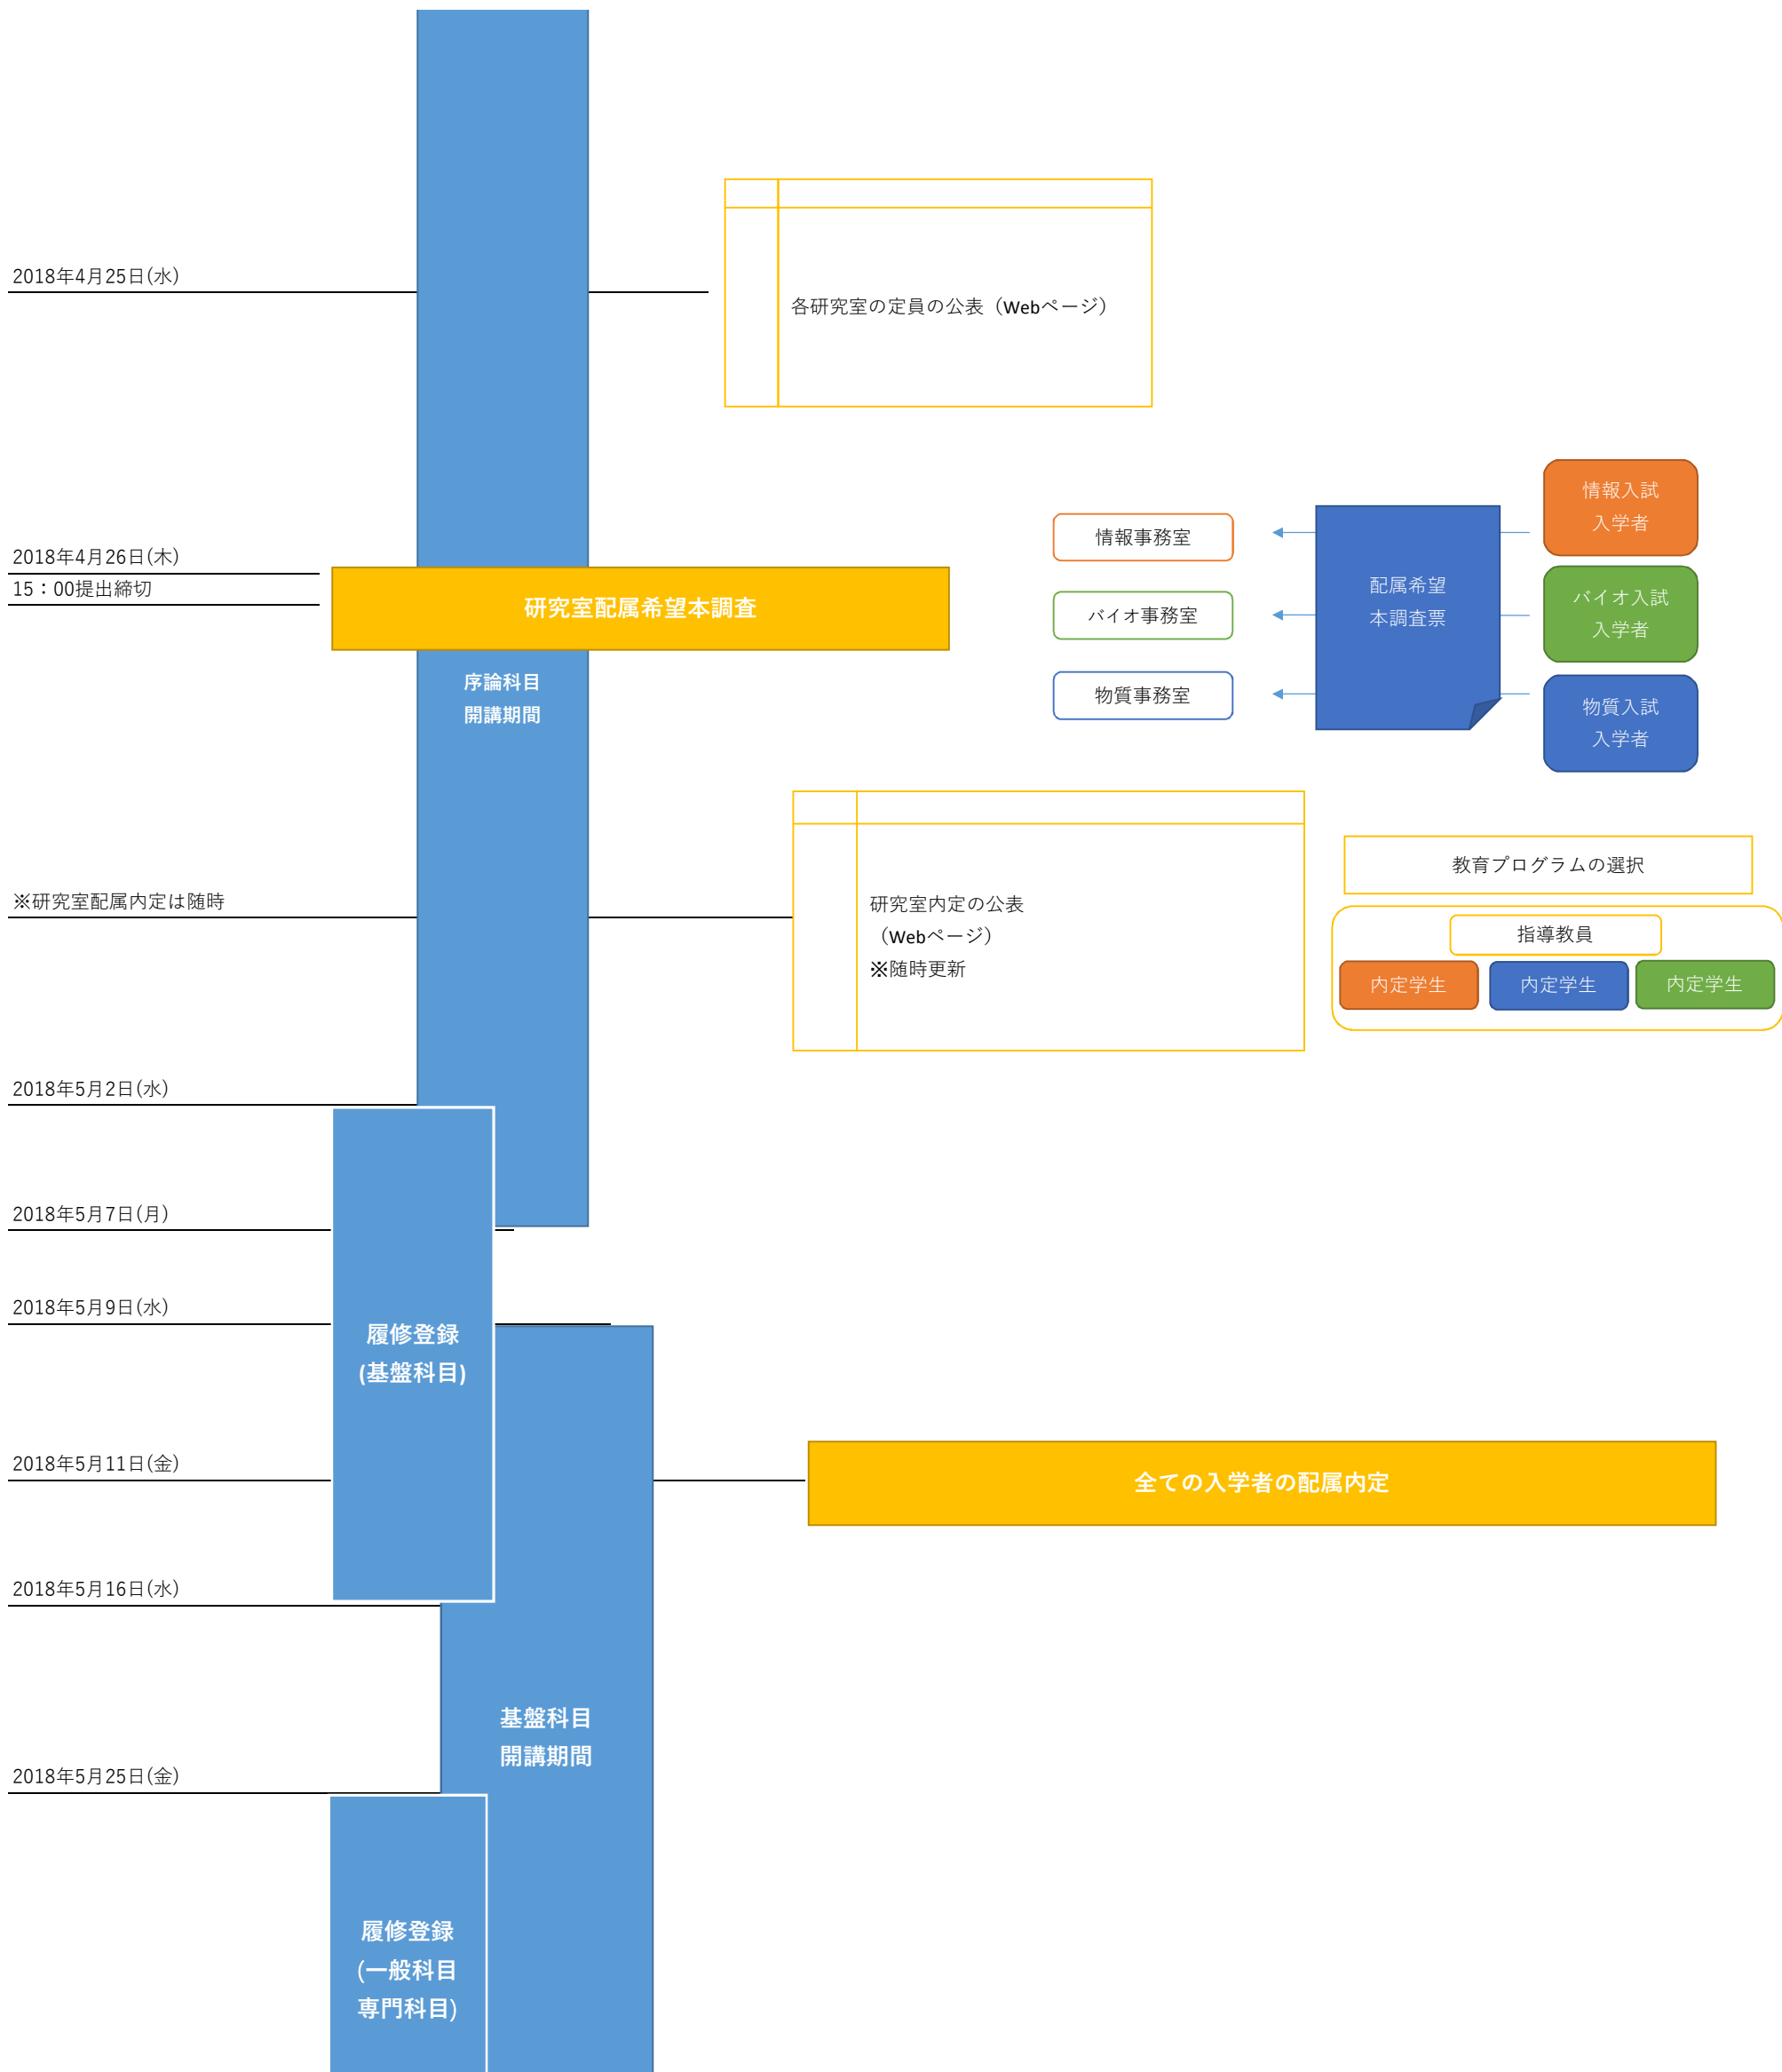 2018年4月25日(水)
各研究室の定員の公表（Webページ）
2018年4月26日(木)
15：00提出締切
研究室配属希望本調査
情報事務室
バイオ事務室
物質事務室
配属希望
本調査票
情報入試
入学者
バイオ入試
入学者
物質入試
入学者
序論科目
開講期間
※研究室配属内定は随時
研究室内定の公表
（Webページ）
※随時更新
教育プログラムの選択
指導教員
内定学生
内定学生
内定学生
2018年5月2日(水)
2018年5月7日(月)
2018年5月9日(水)
履修登録
(基盤科目)
2018年5月11日(金)
全ての入学者の配属内定
2018年5月16日(水)
基盤科目
開講期間
2018年5月25日(金)
履修登録
(一般科目
専門科目)